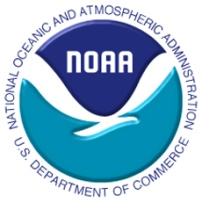 NATIONAL OCEANIC AND ATMOSPHERIC ADMINISTRATION
NOAA
U.S. DEPARTMENT OF COMMERCE